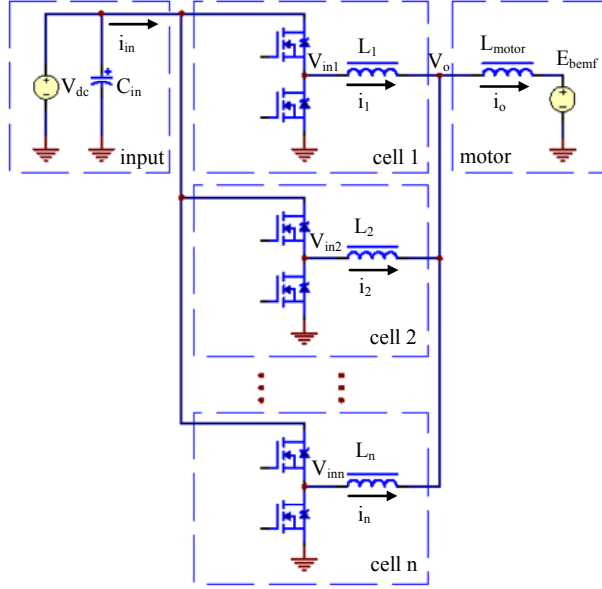 i_in
V_dc
C_in
input
V_in1
L_1
i_1
V_o
cell 1
L_motor
E_bemf
i_o
motor
V_in2
L_2
i_2
cell 2
V_inn
L_n
i_n
cell n